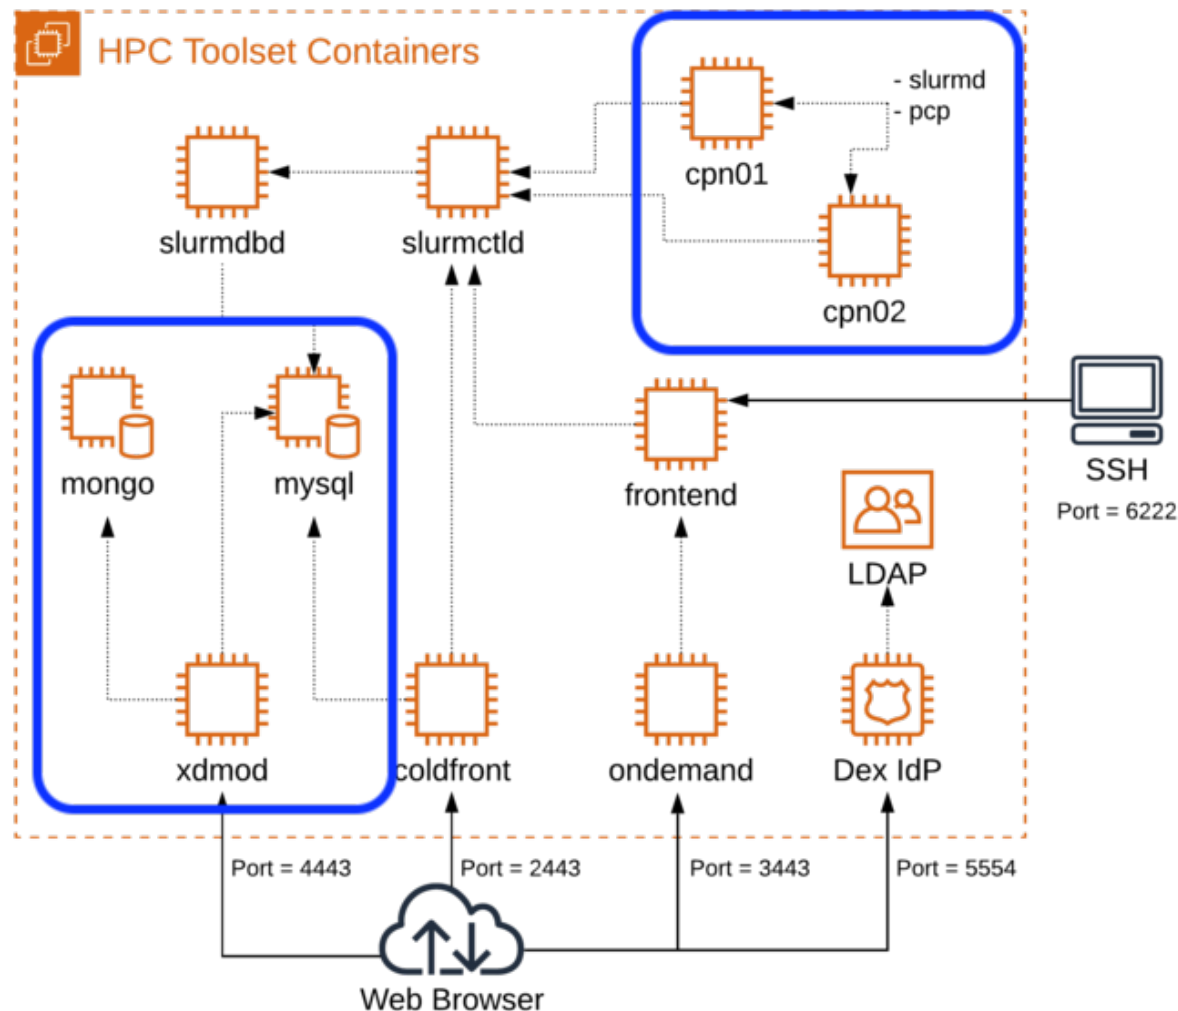 HPC Toolset Containers
- slurmd
- pcp
cpn01
slurmdbd
slurmctld
cpn02
mongo
mysql
frontend
SSH
Port = 6222
LDAP
xdmod
coldfront
ondemand
Dex IdP
Port = 4443
Port = 2443
Port = 3443
Port = 5554
Web Browser